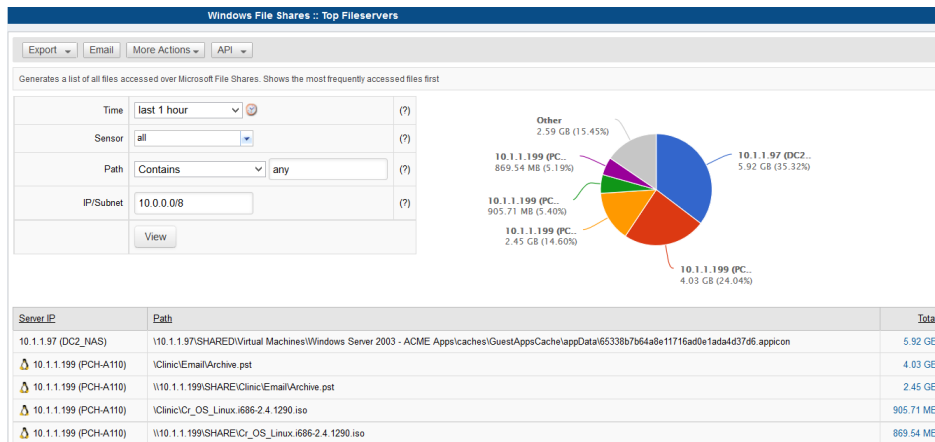 Windows File Shares :: Top Fileservers
Export Email More Actions API
Generates a list of all files accessed over Microsoft File Shares. Shows the most frequently accessed files first
Time last 1 hour (?)
Sensor all (?)
Path Contains any (?)
IP/Subnet 10.0.0.0/8 (?)
View
Other
2.59 GB (15.45%)
10.1.1.199 (PC..
869.54 MB (5.19%)
10.1.1.199 (PC..
905.71 MB (5.40%)
10.1.1.199 (PC..
2.45 GB (14.60%)
10.1.1.97 (DC2...
5.92 GB (35.32%)
10.1.1.199 (PC...
4.03 GB (24.04%)
Server IP Path Tota
10.1.1.97 (DC2_NAS) \10.1.1.97\SHARED\Virtual Machines\Windows Server 2003 - ACME Apps\caches\GuestAppsCache\appData\65338b7b64a8e11716ad0e1ada4d37d6.appicon 5.92 GB
10.1.1.199 (PCH-A110) \Clinic\Email\Archive.pst 4.03 GB
10.1.1.199 (PCH-A110) \\10.1.1.199\SHARE\Clinic\Email\Archive.pst 2.45 GB
10.1.1.199 (PCH-A110) \Clinic\Cr_OS_Linux.i686-2.4.1290.iso 905.71 MB
10.1.1.199 (PCH-A110) \\10.1.1.199\SHARE\Cr_OS_Linux.i686-2.4.1290.iso 869.54 MB